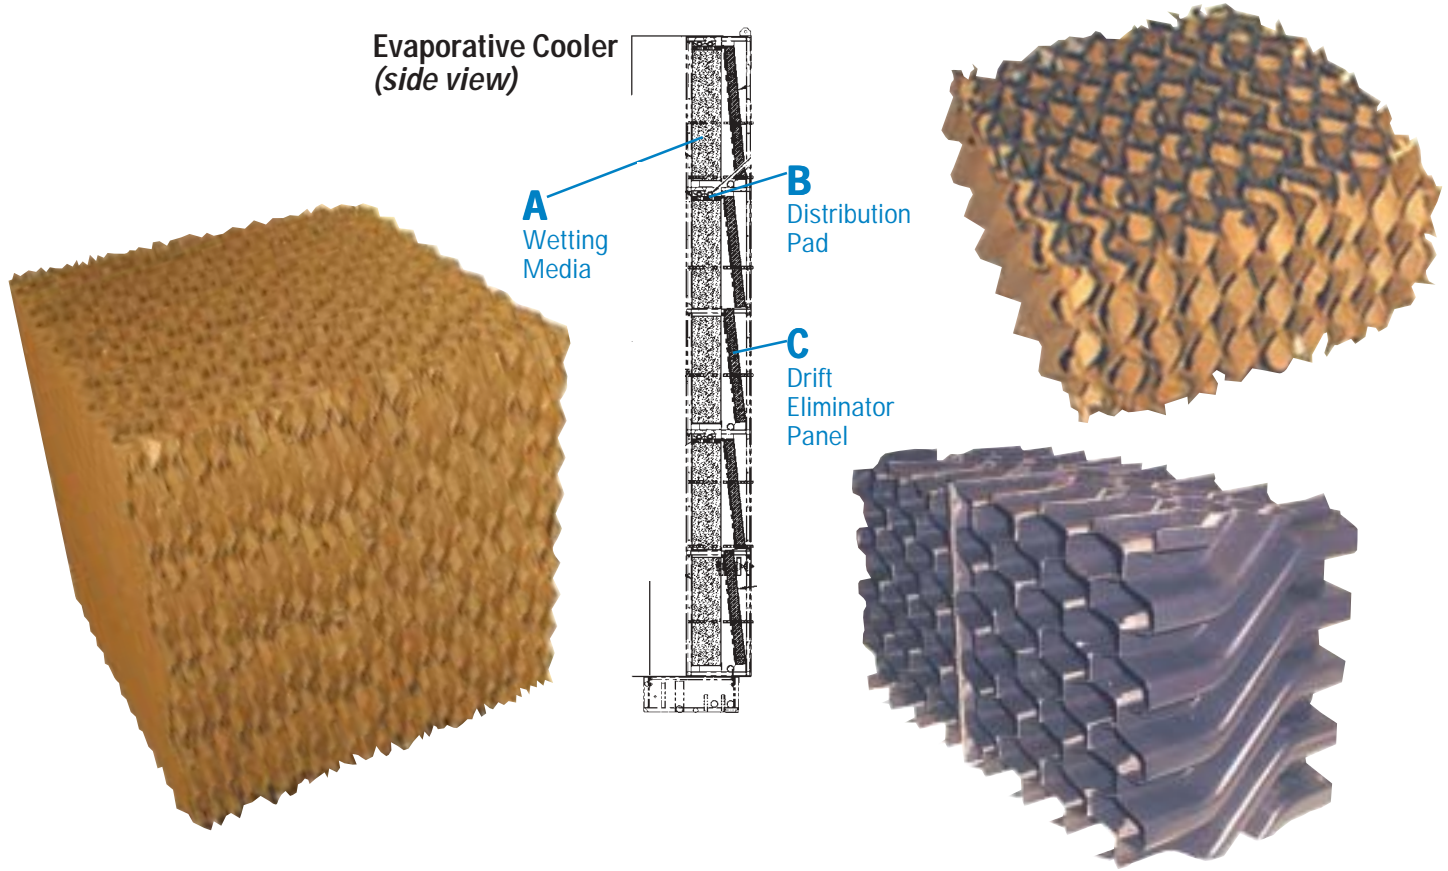 Evaporative Cooler
(side view)
A
Wetting
Media
B
Distribution
Pad
C
Drift
Eliminator
Panel